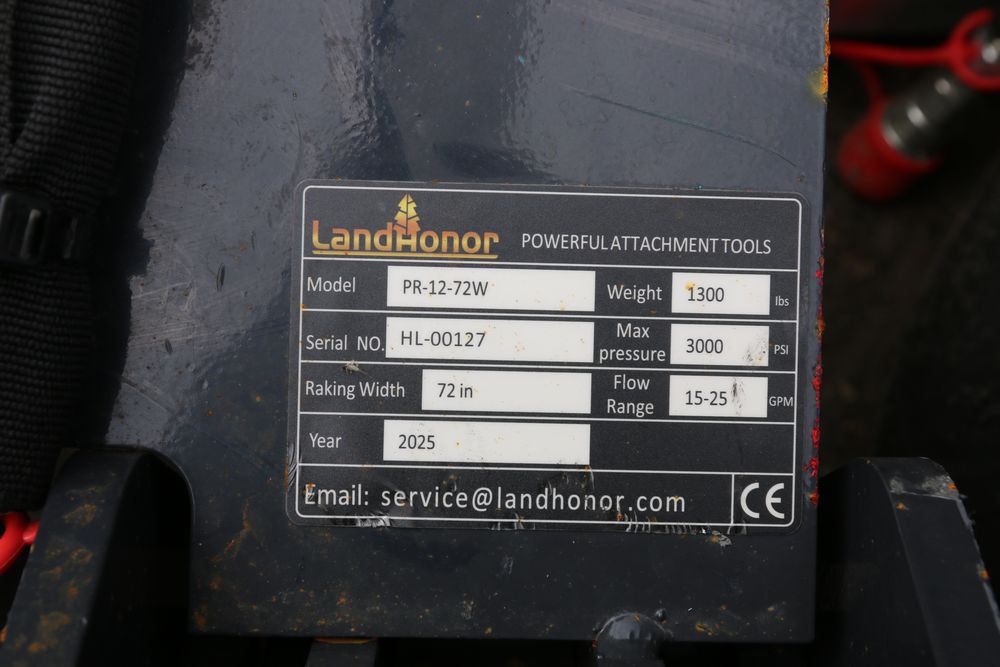 LandHonor POWERFUL ATTACHMENT TOOLS
Model PR-12-72W Weight 1300 lbs
Serial NO. HL-00127 Max pressure 3000 PSI
Raking Width 72 in Flow Range 15-25 GPM
Year 2025
Email: service@landhonor.com CE